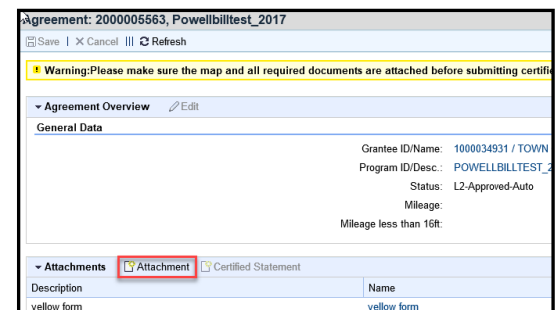 Agreement: 2000005563, Powellbilltest_2017
Save | Cancel Refresh
Warning:Please make sure the map and all required documents are attached before submitting
Agreement Overview Edit
General Data
Grantee ID/Name: 1000034931 / TOWN
Program ID/Desc.: POWELLBILLTEST_2
Status: L2-Approved-Auto
Mileage:
Mileage less than 16ft:
Attachments Attachment Certified Statement
Description Name
yellow form yellow form